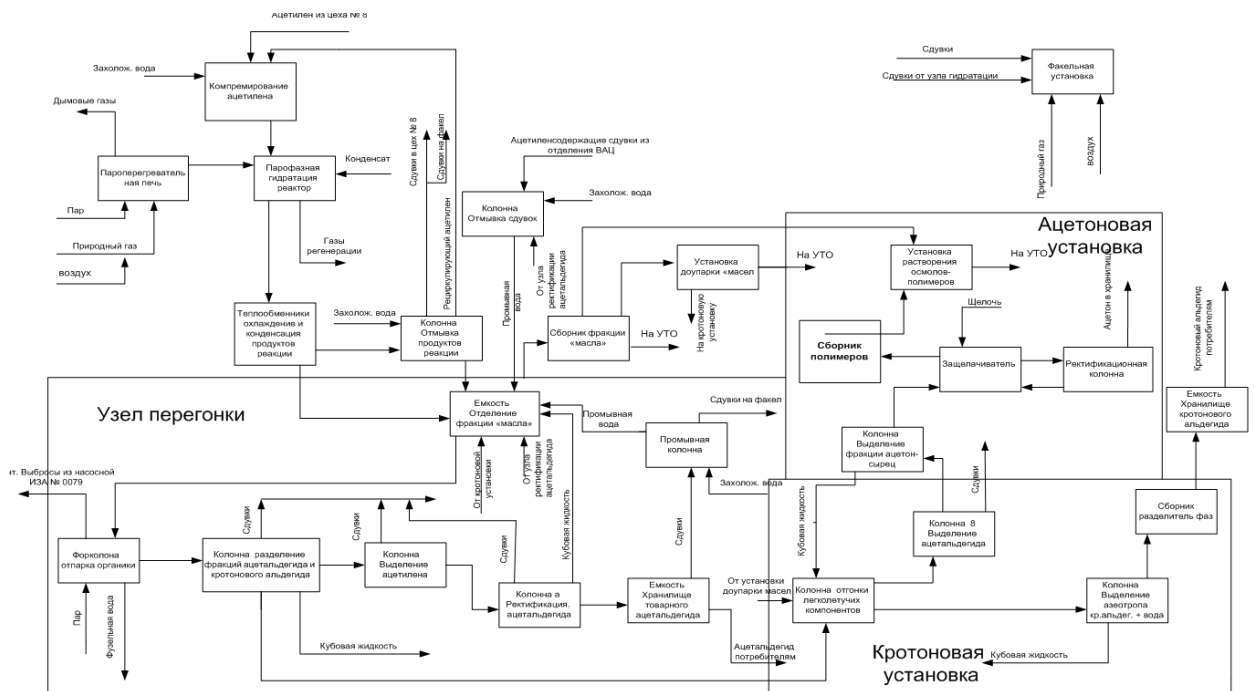 Ацетилен из цеха № 8
Захолож. вода
Компремирование
ацетилена
Сдувки
Сдувки от узла гидратации
Факельная
установка
Природный газ
воздух
Дымовые газы
Пароперегреватель
ная печь
Парофазная
гидратация
реактор
Конденсат
Пар
Природный газ
воздух
Газы
регенерации
Сдувки в цех № 8
Сдувки на факел
Рециркулирующий ацетилен
Ацетиленсодержащие сдувки из
отделения ВАЦ
Колонна
Отмывка сдувок
Захолож. вода
Промывная
вода
От узла
ректификации
ацетальдегида
Теплообменники
охлаждение и
конденсация
продуктов
реакции
Захолож. вода
Колонна
Отмывка
продуктов
реакции
Сборник фракции
«масла»
На УТО
Установка
доупарки «масел
На УТО
На кротоновую
установку
Ацетоновая
установка
Установка
растворения
осмолов-
полимеров
На УТО
Ацетон в хранилище
Щелочь
Сборник
полимеров
Защелачиватель
Ректификационная
колонна
Кротоновый альдегид
потребителям
Емкость
Хранилище
кротонового
альдегида
Узел перегонки
Емкость
Отделение
фракции «масла»
Промывная
вода
Сдувки на факел
Промывная
колонна
Захолож. вода
От кротоновой
установки
От узла
ректификации
ацетальдегида
Кубовая жидкость
Колонна
Выделение
фракции ацетон-
сырец
Сдувки
Кубовая жидкость
Колонна 8
Выделение
ацетальдегида
Сборник
разделитель фаз
нт. Выбросы из насосной
ИЗА № 0079
Форколона
отпарка органики
Пар
Фузельная вода
Сдувки
Колонна разделение
фракций ацетальдегида и
кротонового альдегида
Сдувки
Колонна
Выделение
ацетилена
Сдувки
Колонна а
Ректификация.
ацетальдегида
Сдувки
Емкость
Хранилище
товарного
ацетальдегида
Кубовая жидкость
Ацетальдегид
потребителям
От установки
доупарки масел
Колонна отгонки
легколетучих
компонентов
Колонна
Выделение
азеотропа
кр.альдег. + вода
Кубовая жидкость
Кротоновая
установка